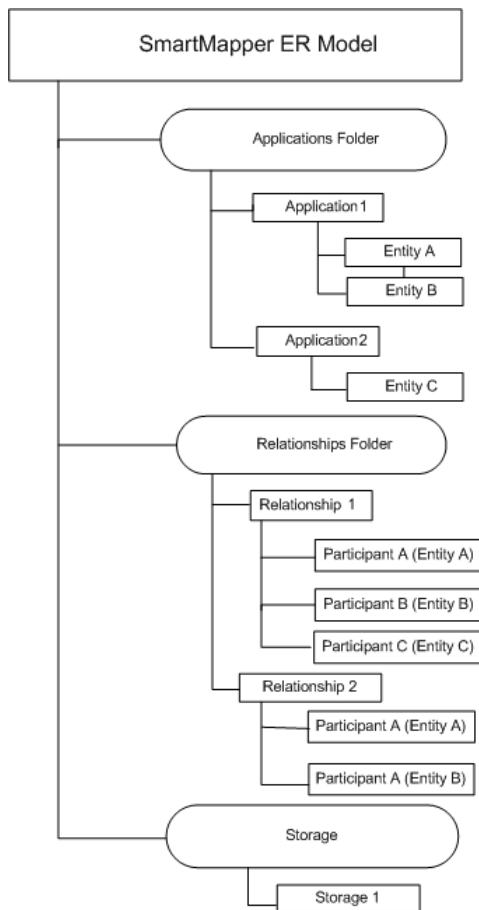 SmartMapper ER Model
Applications Folder
Application1
Entity A
Entity B
Application2
Entity C
Relationships Folder
Relationship 1
Participant A (Entity A)
Participant B (Entity B)
Participant C (Entity C)
Relationship 2
Participant A (Entity A)
Participant A (Entity B)
Storage
Storage 1